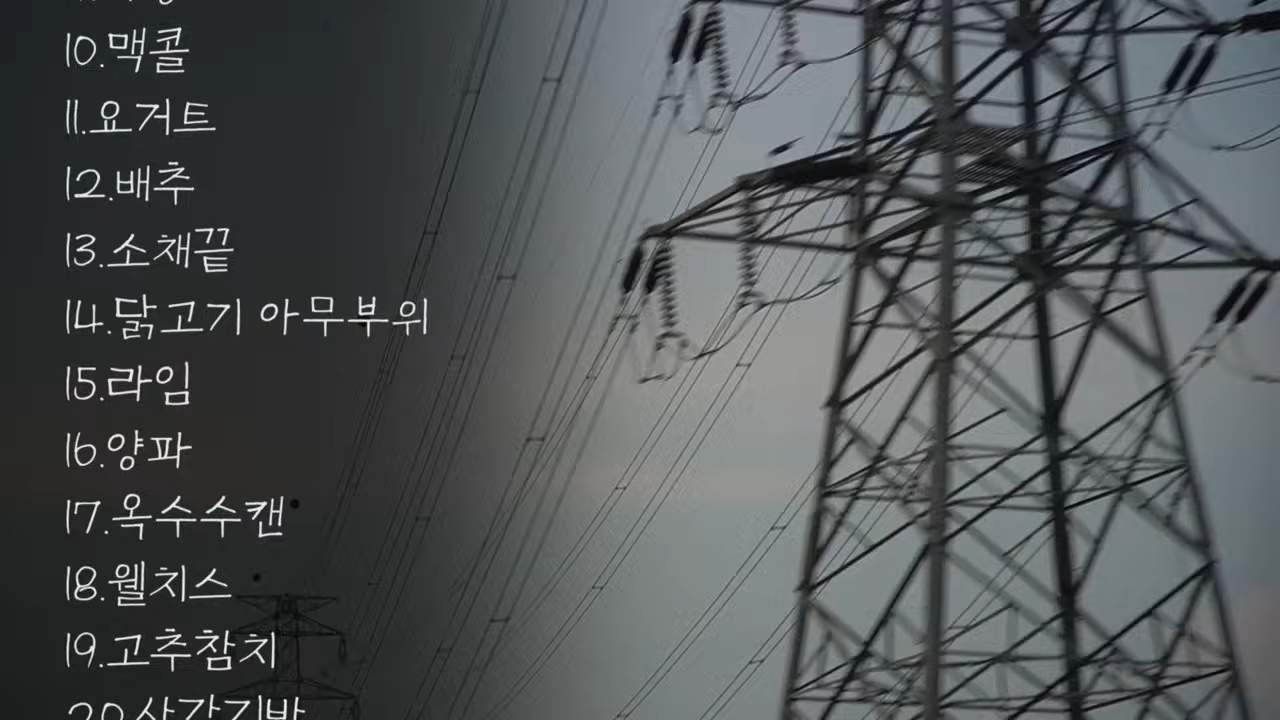 10.맥콜
11.요거트
12.배추
13.소채끝
14.닭고기 아무부위
15.라임
16.양파
17.옥수수캔
18.웰치스
19.고추참치